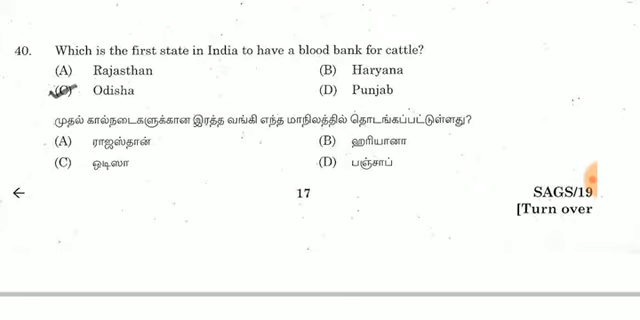 40. Which is the first state in India to have a blood bank for cattle?
(A) Rajasthan (B) Haryana
(C) Odisha (D) Punjab
முதல் கால்நடைகளுக்கான இரத்த வங்கி எந்த மாநிலத்தில் தொடங்கப்பட்டுள்ளது?
(A) ராஜஸ்தான் (B) ஹரியானா
(C) ஒடிஸா (D) பஞ்சாப்
← 17 SAGS/19
[Turn over